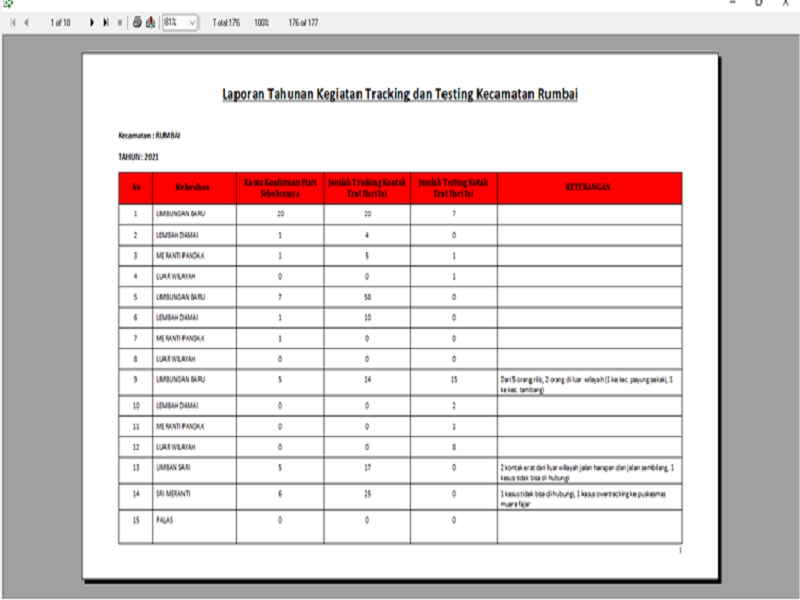 1 of 10 81% Total:176 100% 176 of 177
Laporan Tahunan Kegiatan Tracking dan Testing Kecamatan Rumbai
Kecamatan : RUMBAI
TAHUN : 2021
No Kelurahan Kasus Konfirmasi Hari Sebelumnya Jumlah Tracking Kontak Erat Hari Ini Jumlah Testing Kotak Erat Hari Ini KETERANGAN
1 LIMBUNGAN BARU 20 20 7
2 LEMBAH DAMAI 1 4 0
3 MERANTI PANDAK 1 5 1
4 LUAR WILAYAH 0 0 1
5 LIMBUNGAN BARU 7 58 0
6 LEMBAH DAMAI 1 10 0
7 MERANTI PANDAK 1 0 0
8 LUAR WILAYAH 0 0 0
9 LIMBUNGAN BARU 5 14 15 Dari 5 orang rilis, 2 orang di luar wilayah (1 ke kec. payung sekaki, 1 ke kec. tambang)
10 LEMBAH DAMAI 0 0 2
11 MERANTI PANDAK 0 0 1
12 LUAR WILAYAH 0 0 8
13 UMBAN SARI 5 17 0 2 kontak erat dari luar wilayah jalan harapan dan jalan sembilang, 1 kasus tidak bisa di hubungi
14 SRI MERANTI 6 25 0 1 kasus tidak bisa di hubungi, 1 kasus overtracking ke puskesmas muara fajar
15 PALAS 0 0 0
1